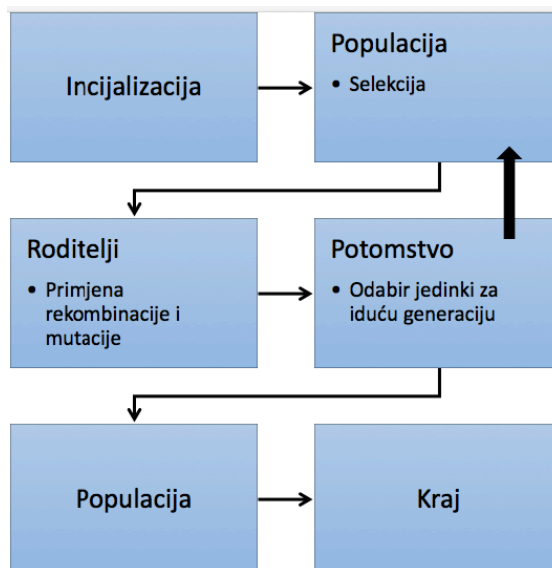 Incijalizacija
Populacija
• Selekcija
Roditelji
• Primjena
rekombinacije i
mutacije
Potomstvo
• Odabir jedinki za
iduću generaciju
Populacija
Kraj